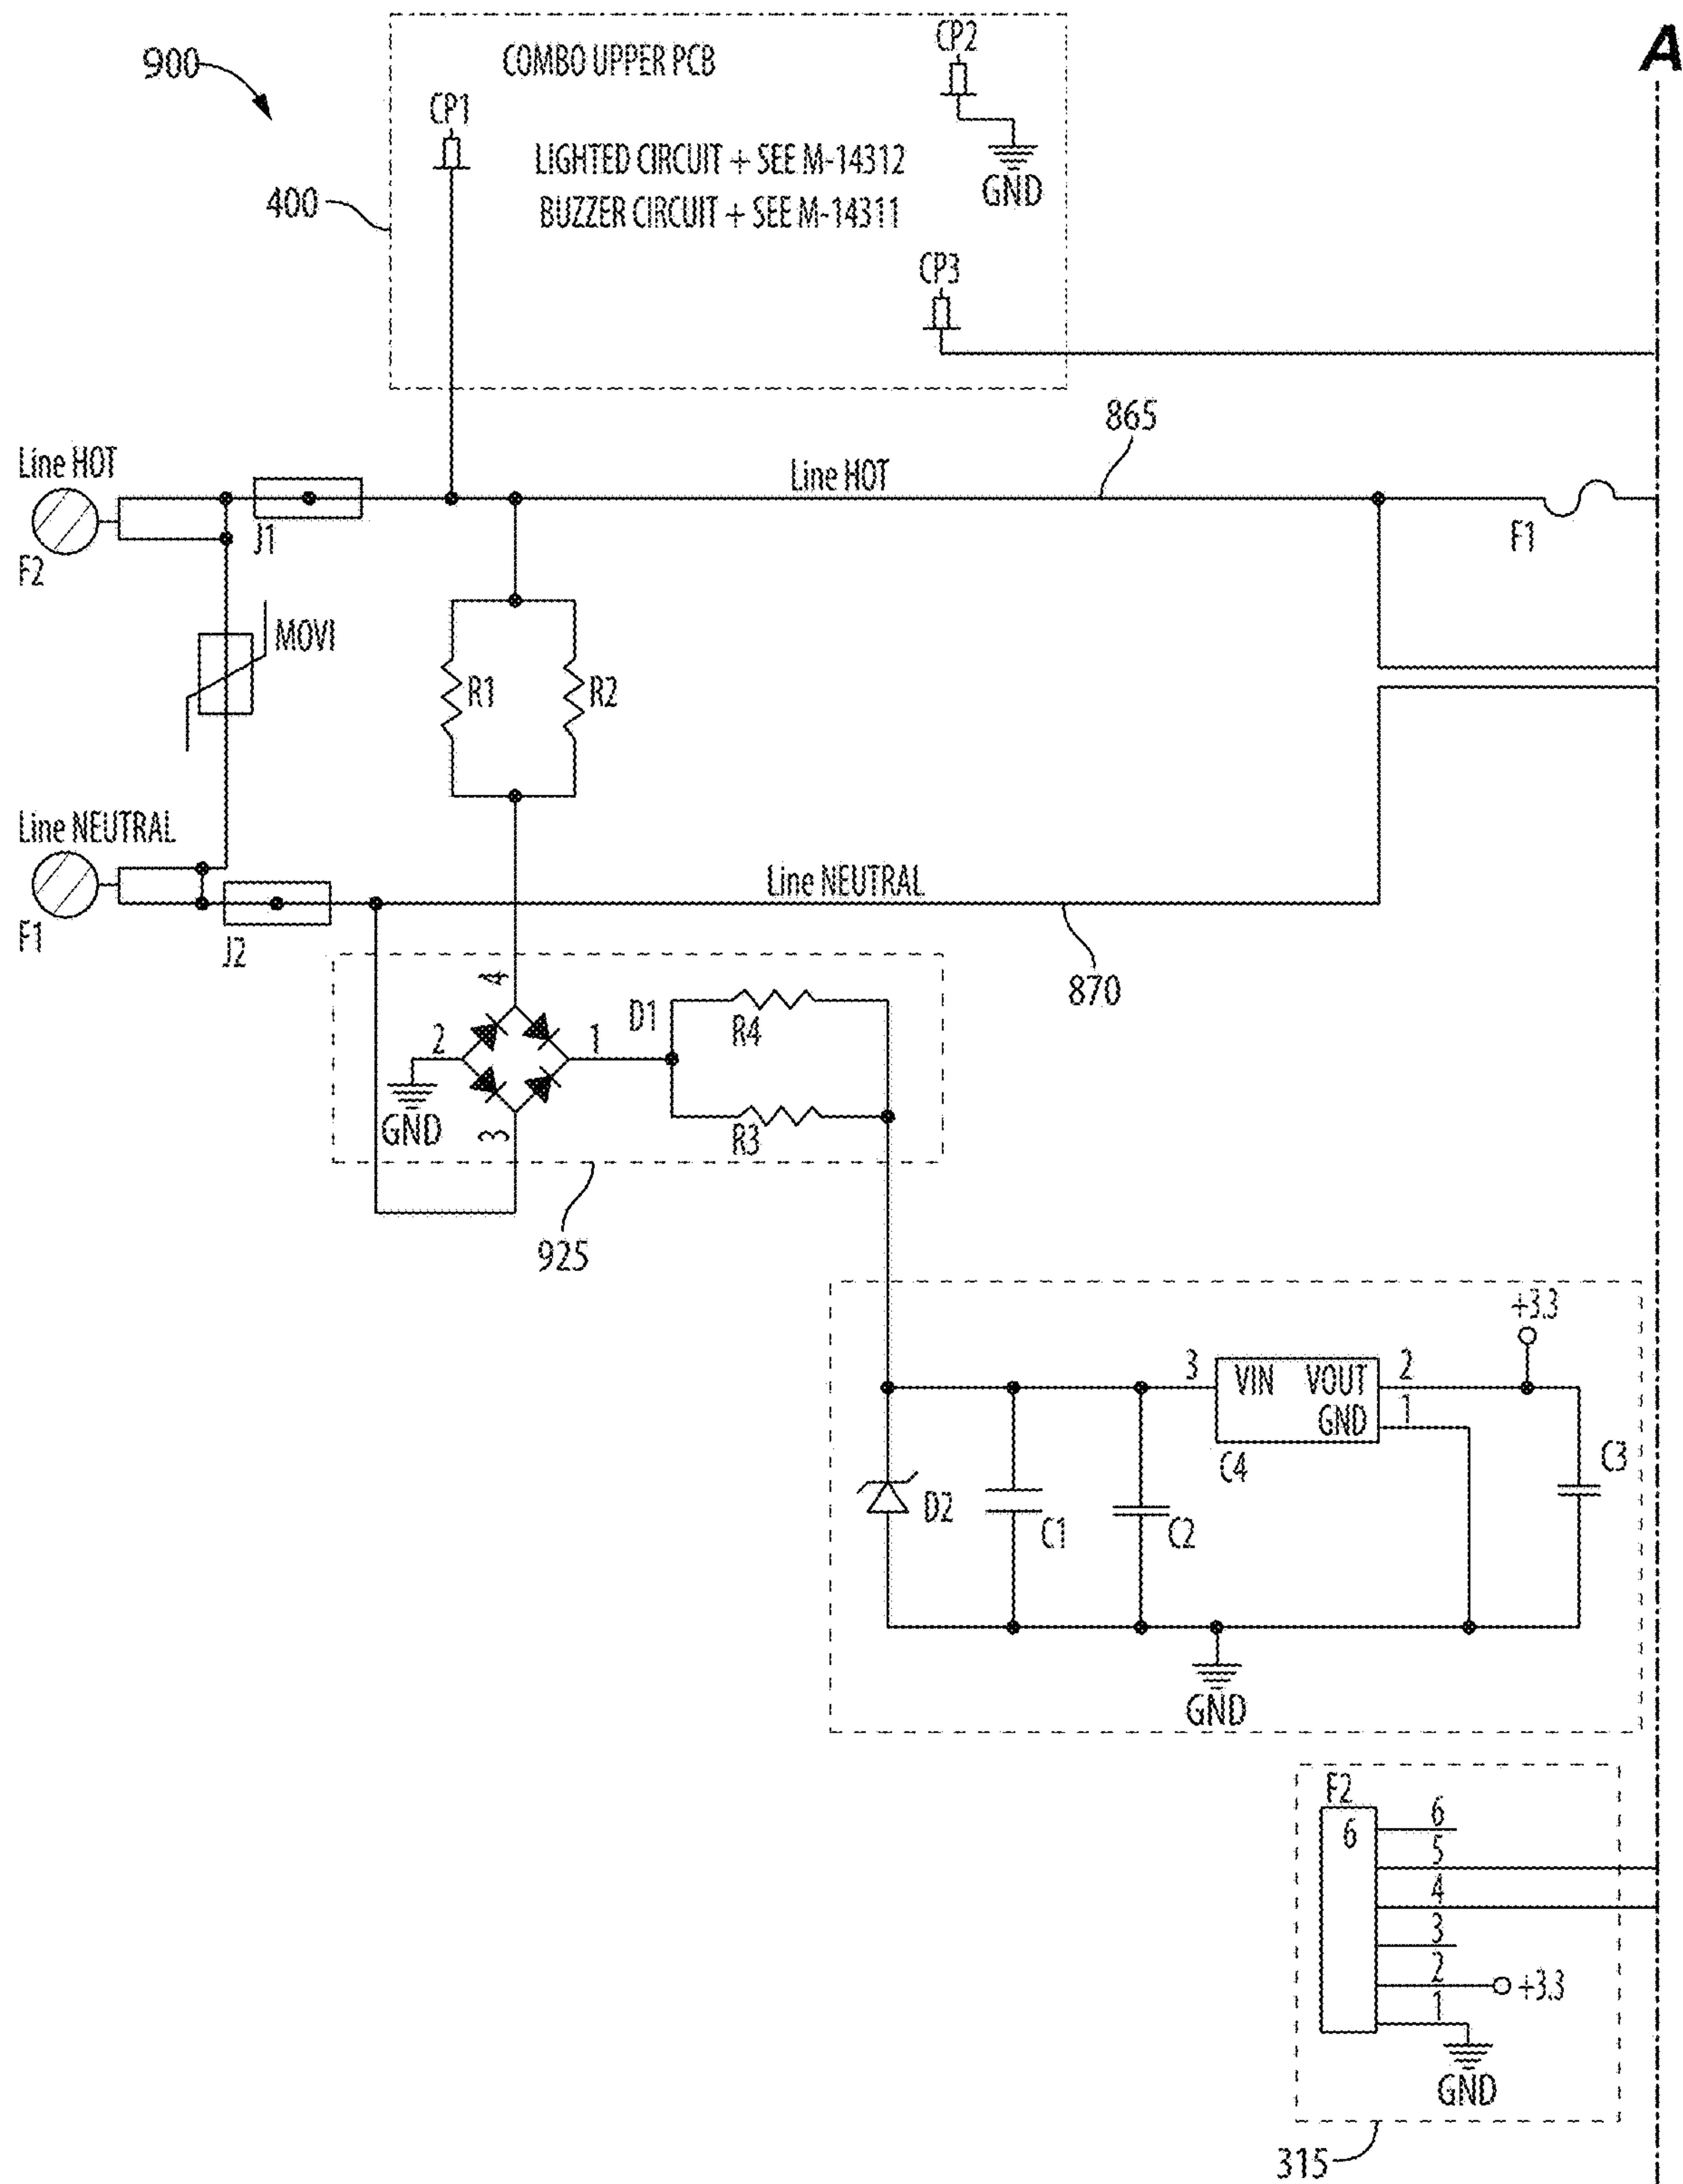 A
900
COMBO UPPER PCB
CP2
CP1
LIGHTED CIRCUIT + SEE M-14312
GND
400
BUZZER CIRCUIT + SEE M-14311
CP3
865
Line HOT
Line HOT
J1
F1
F2
MOVI
R1
R2
Line NEUTRAL
Line NEUTRAL
F1
J2
870
4
D1
R4
2
1
GND
3
R3
925
+3.3
3
VIN VOUT
2
GND
1
C4
C3
D2
C1
C2
GND
F2
6
6
5
4
3
2
+3.3
1
GND
315